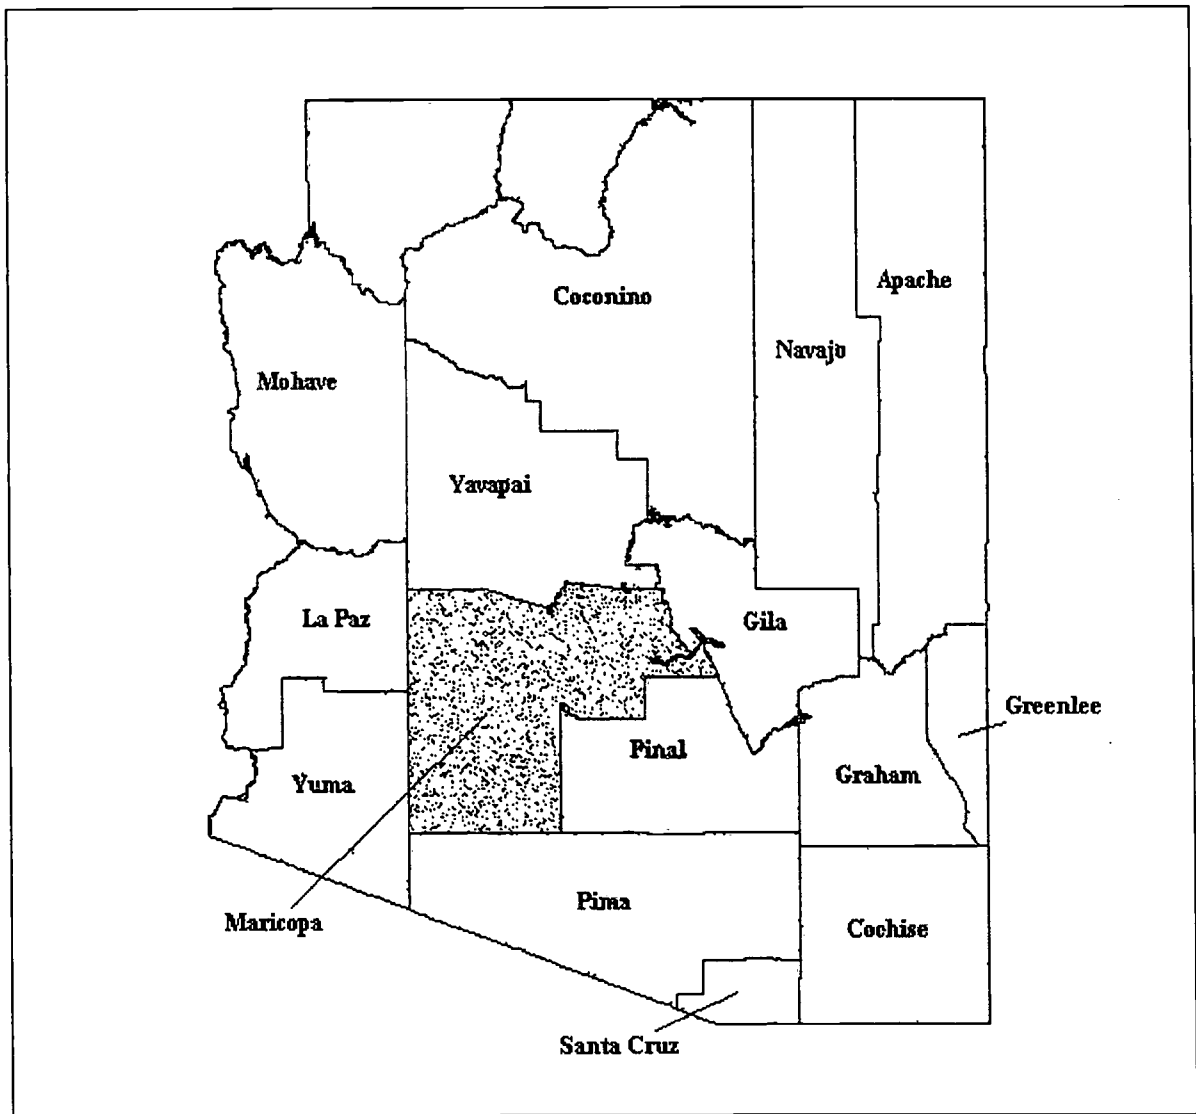 Apache
Coconino
Navajo
Mohave
Yavapai
La Paz
Gila
Greenlee
Pinal
Graham
Yuma
Pima
Maricopa
Cochise
Santa Cruz